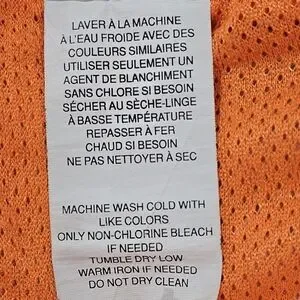 LAVER À LA MACHINE
À L'EAU FROIDE AVEC DES
COULEURS SIMILAIRES
UTILISER SEULEMENT UN
AGENT DE BLANCHIMENT
SANS CHLORE SI BESOIN
SÉCHER AU SÈCHE-LINGE
À BASSE TEMPÉRATURE
REPASSER À FER
CHAUD SI BESOIN
NE PAS NETTOYER À SEC
MACHINE WASH COLD WITH
LIKE COLORS
ONLY NON-CHLORINE BLEACH
IF NEEDED
TUMBLE DRY LOW
WARM IRON IF NEEDED
DO NOT DRY CLEAN